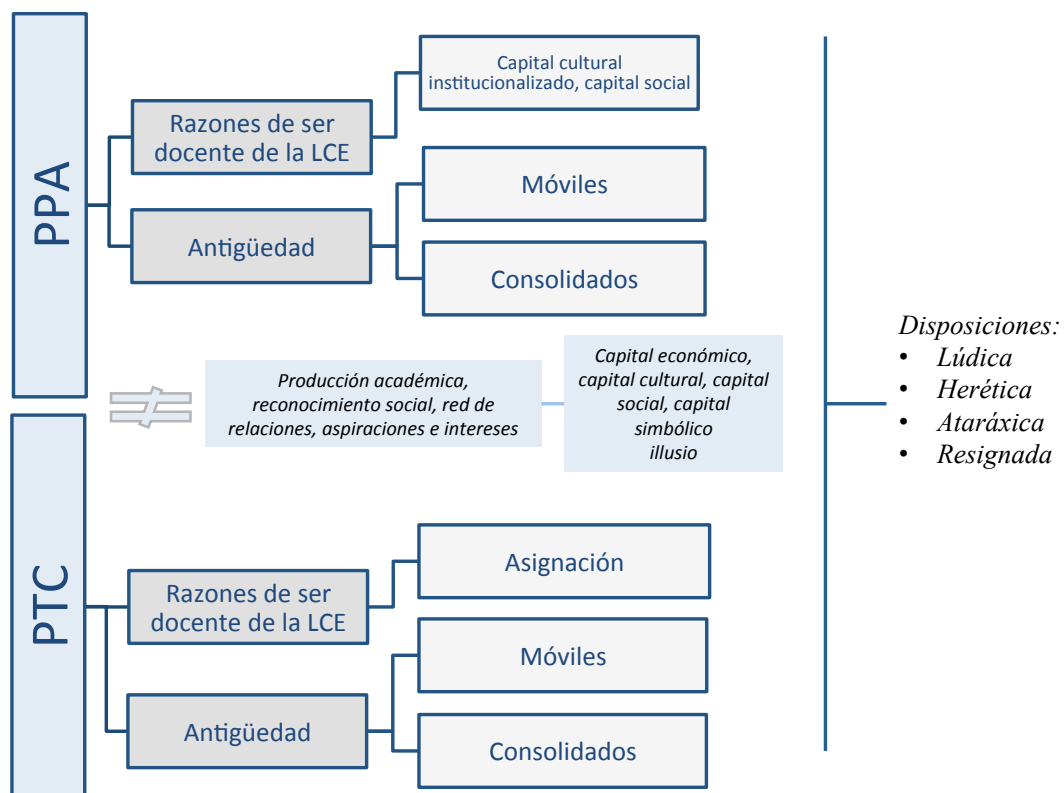 PPA
Razones de ser
docente de la LCE
Capital cultural
institucionalizado, capital social
Antigüedad
Móviles
Consolidados
≠
Producción académica,
reconocimiento social, red de
relaciones, aspiraciones e intereses
Capital económico,
capital cultural, capital
social, capital
simbólico
illusio
PTC
Razones de ser
docente de la LCE
Asignación
Antigüedad
Móviles
Consolidados
Disposiciones:
• Lúdica
• Herética
• Ataráxica
• Resignada